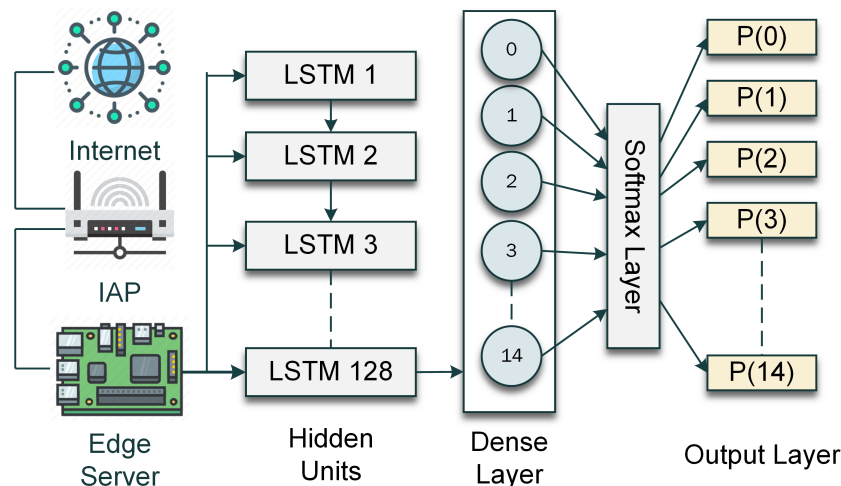 Internet
IAP
Edge
Server
LSTM 1
LSTM 2
LSTM 3
LSTM 128
Hidden
Units
0
1
2
3
14
Dense
Layer
Softmax Layer
P(0)
P(1)
P(2)
P(3)
P(14)
Output Layer